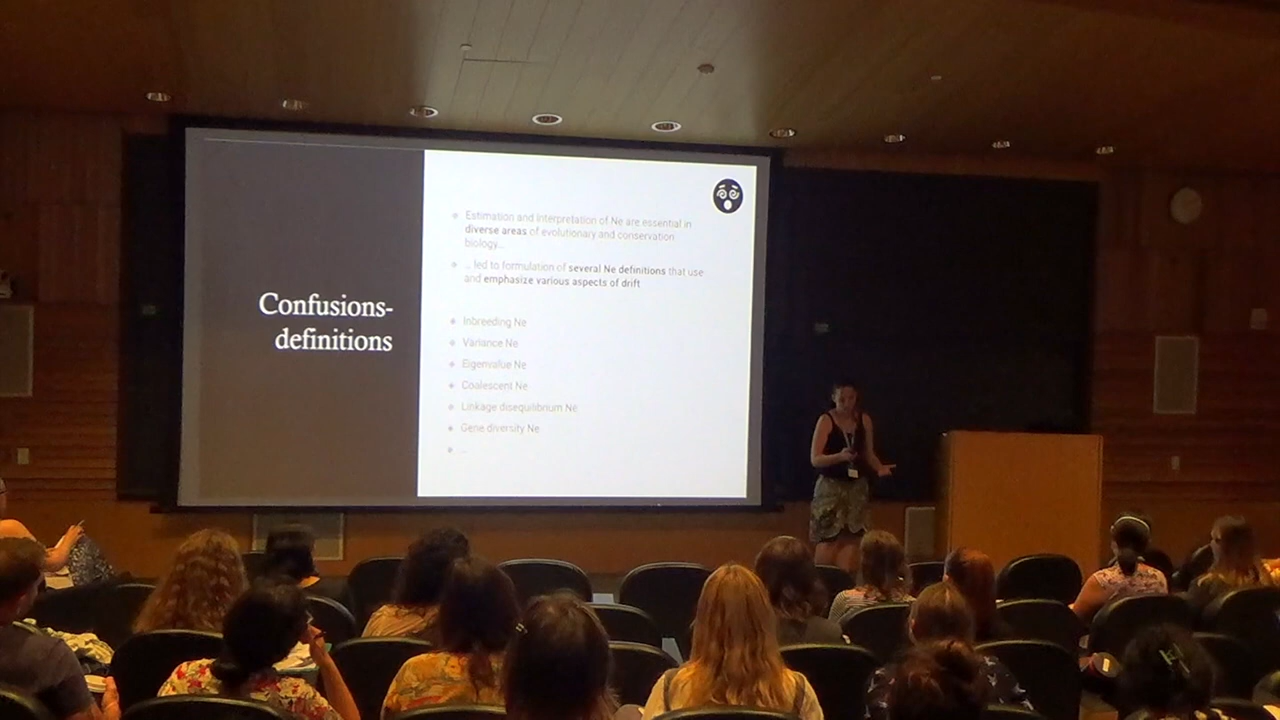 Confusions-
definitions
Estimation and interpretation of Ne are essential in
diverse areas of evolutionary and conservation
biology...
... led to formulation of several Ne definitions that use
and emphasize various aspects of drift
Inbreeding Ne
Variance Ne
Eigenvalue Ne
Coalescent Ne
Linkage disequilibrium Ne
Gene diversity Ne
...